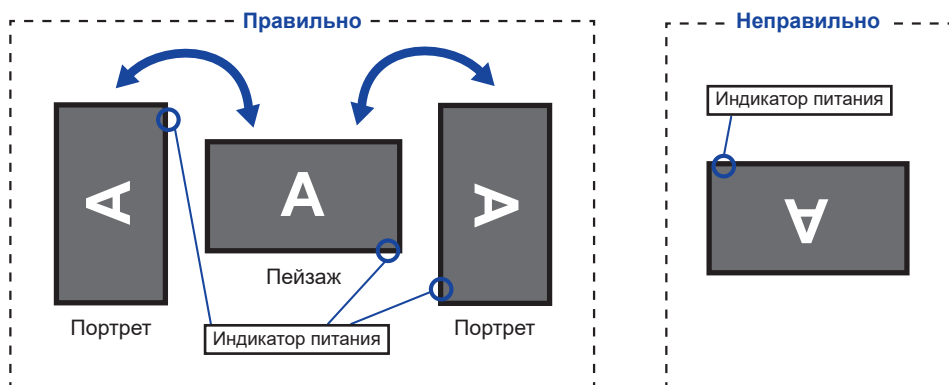 Правильно
Неправильно
Индикатор питания
A
A
A
A
Пейзаж
Портрет
Индикатор питания
Портрет